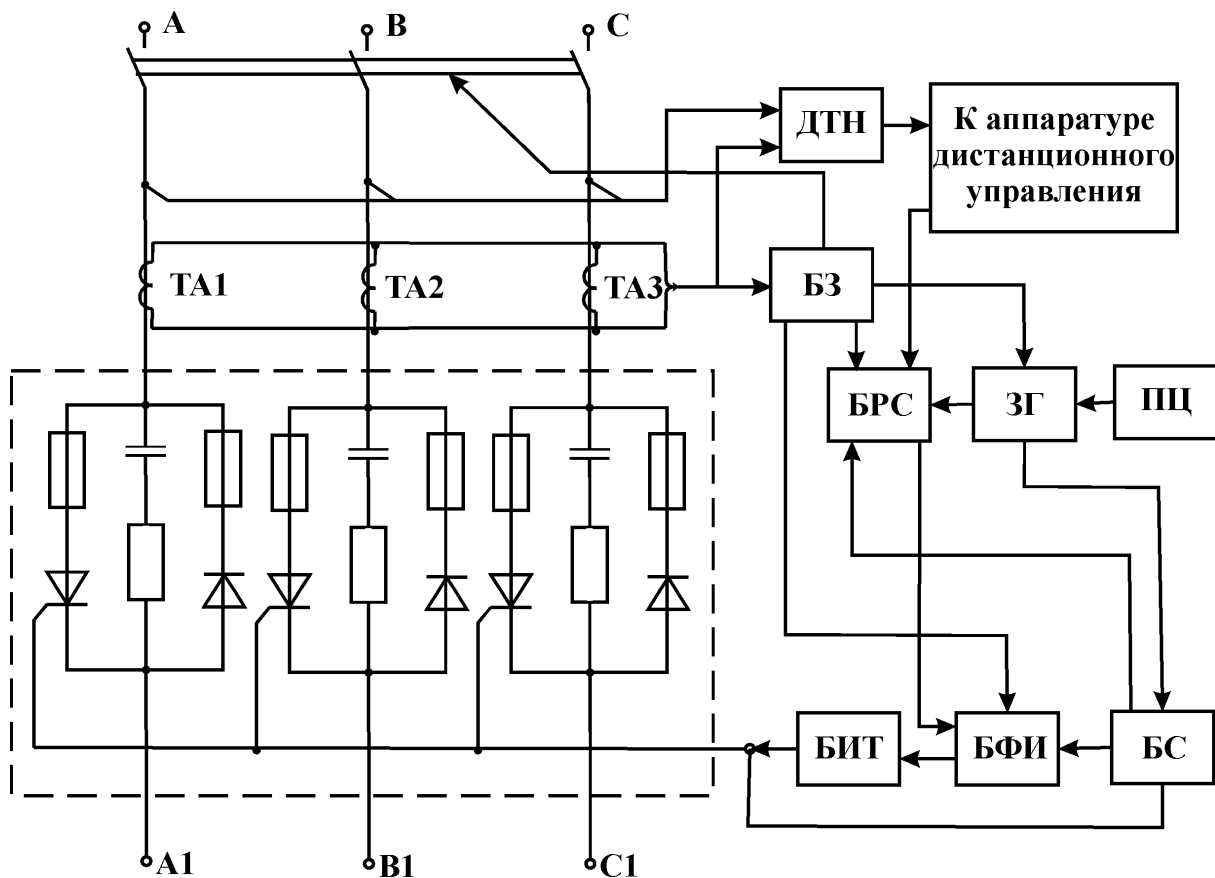 A
B
C
ДТН
К аппаратуре
дистанционного
управления
TA1
TA2
TA3
БЗ
БРС
ЗГ
ПЦ
БИТ
БФИ
БС
A1
B1
C1